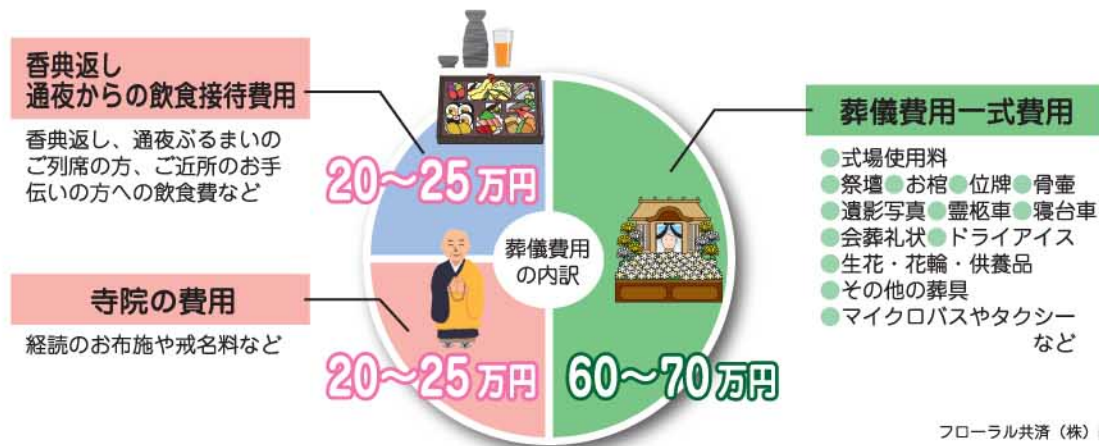 香典返し
通夜からの飲食接待費用
香典返し、通夜ぶるまいの
ご列席の方、ご近所のお手
伝いの方への飲食費など
20〜25万円
寺院の費用
経読のお布施や戒名料など
20〜25万円
葬儀費用
の内訳
60〜70万円
葬儀費用一式費用
●式場使用料
●祭壇●お棺●位牌●骨壷
●遺影写真●霊柩車●寝台車
●会葬礼状●ドライアイス
●生花・花輪・供養品
●その他の葬具
●マイクロバスやタクシー
など
フローラル共済（株）